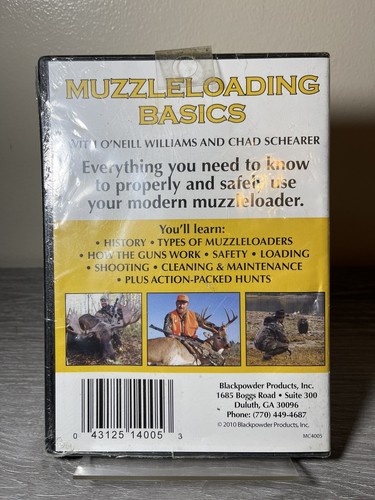 MUZZLELOADING
BASICS
WITH O'NEILL WILLIAMS AND CHAD SCHEARER
Everything you need to know
to properly and safely use
your modern muzzleloader.
You'll learn:
• HISTORY • TYPES OF MUZZLELOADERS
• HOW THE GUNS WORK • SAFETY • LOADING
• SHOOTING • CLEANING & MAINTENANCE
• PLUS ACTION-PACKED HUNTS
Blackpowder Products, Inc.
1685 Boggs Road • Suite 300
Duluth, GA 30096
Phone: (770) 449-4687
© 2010 Blackpowder Products, Inc.
0 43125 14005 3
MC4005